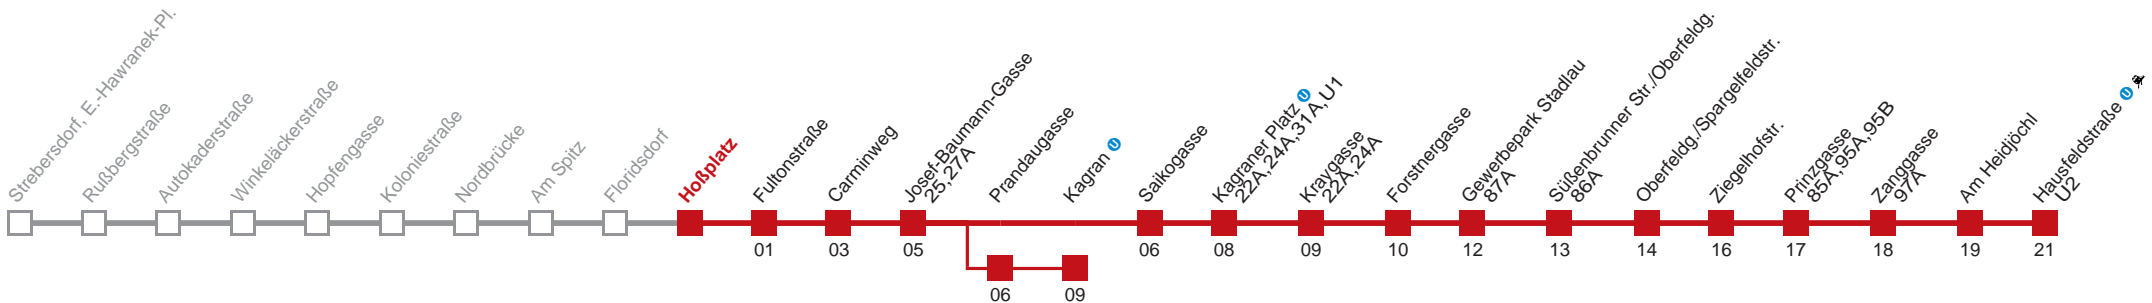 Strebersdorf, E.-Hawranek-Pl.
Rußbergstraße
Autokaderstraße
Winkeläckerstraße
Hopfengasse
Koloniestraße
Nordbrücke
Am Spitz
Floridsdorf
Hoßplatz
Fultonstraße
Carminweg
Josef-Baumann-Gasse
25,27A
Prandaugasse
Kagran U
Saikogasse
Kagraner Platz U
22A,24A,31A,U1
Kraygasse
22A,24A
Forstnergasse
Gewerbepark Stadlau
87A
Süßenbrunner Str./Oberfeldg.
86A
Oberfeldg./Spargelfeldstr.
Ziegelhofstr.
Prinzgasse
85A,95A,95B
Zanggasse
97A
Am Heidjöchl
Hausfeldstraße U
U2
01 03 05 06 08 09 10 12 13 14 16 17 18 19 21
06 09